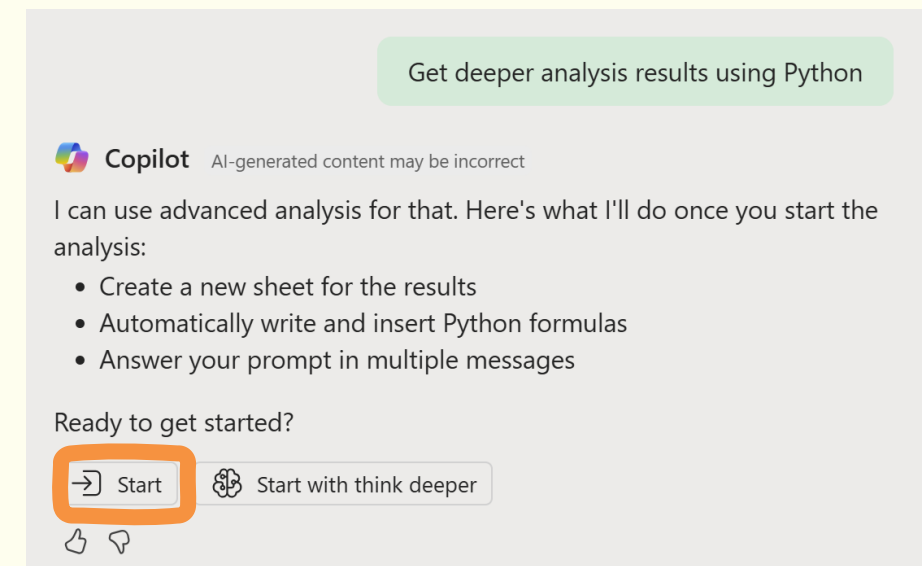 Get deeper analysis results using Python
Copilot AI-generated content may be incorrect
I can use advanced analysis for that. Here's what I'll do once you start the
analysis:
• Create a new sheet for the results
• Automatically write and insert Python formulas
• Answer your prompt in multiple messages
Ready to get started?
Start Start with think deeper